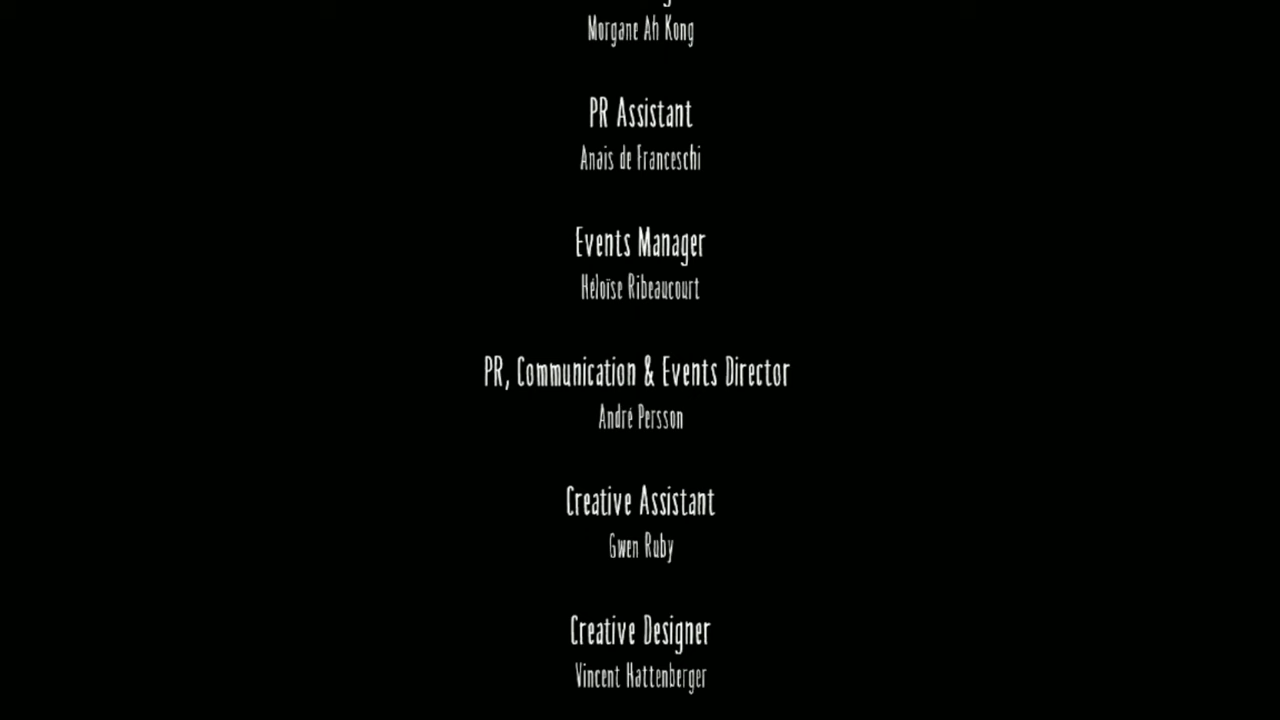 Morgane Ah Kong
PR Assistant
Anais de Franceschi
Events Manager
Héloïse Ribeaucourt
PR, Communication & Events Director
André Persson
Creative Assistant
Gwen Ruby
Creative Designer
Vincent Hattenberger